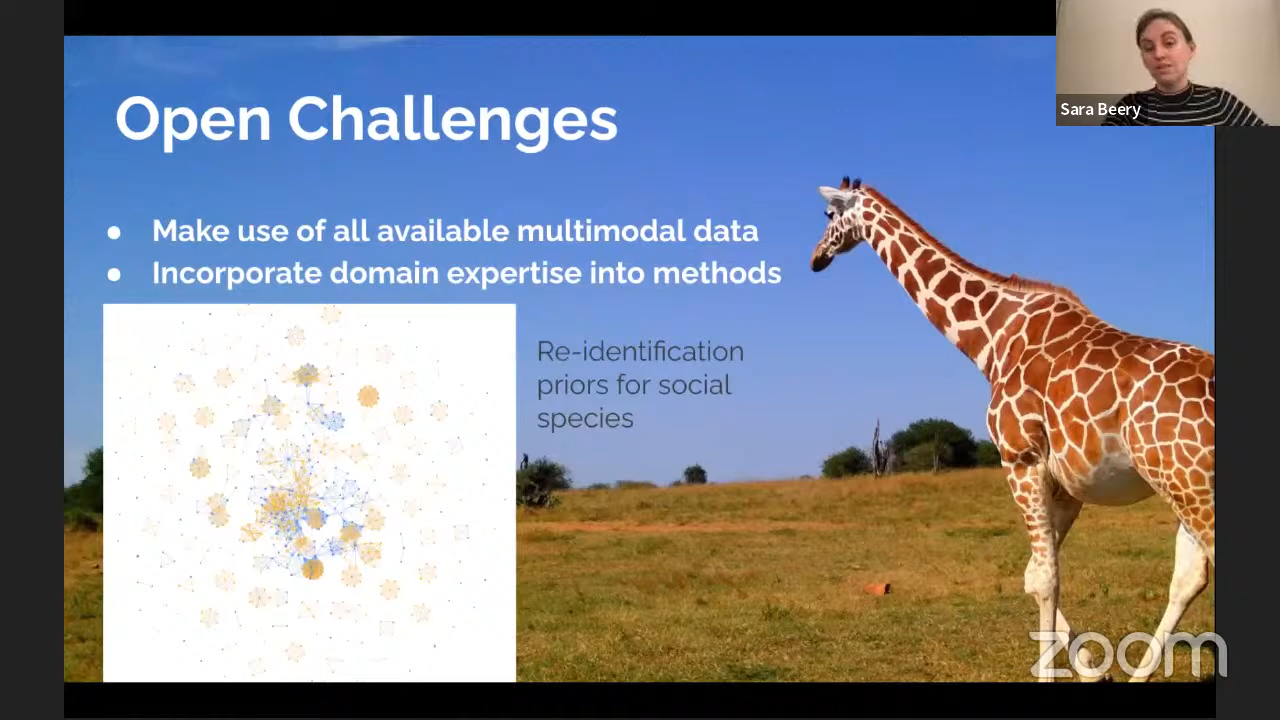 Open Challenges
● Make use of all available multimodal data
● Incorporate domain expertise into methods
Re-identification
priors for social
species
Sara Beery
zoom